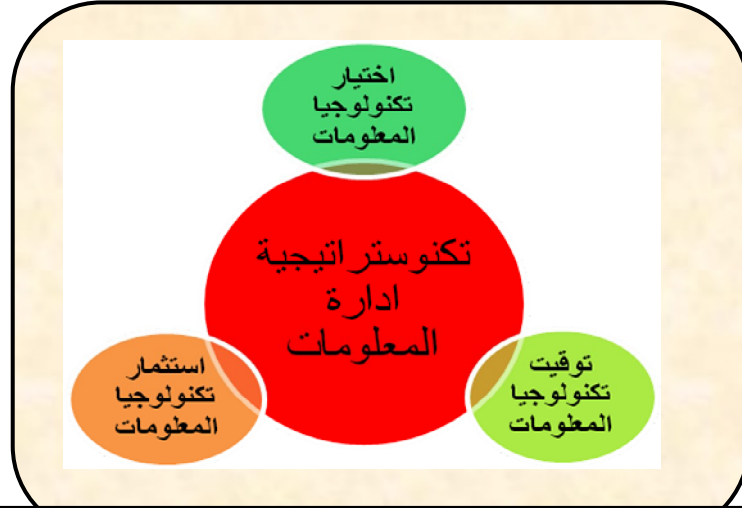 اختيار
تكنولوجيا
المعلومات
تكنوستراتيجية
ادارة
المعلومات
توقيت
تكنولوجيا
المعلومات
استثمار
تكنولوجيا
المعلومات